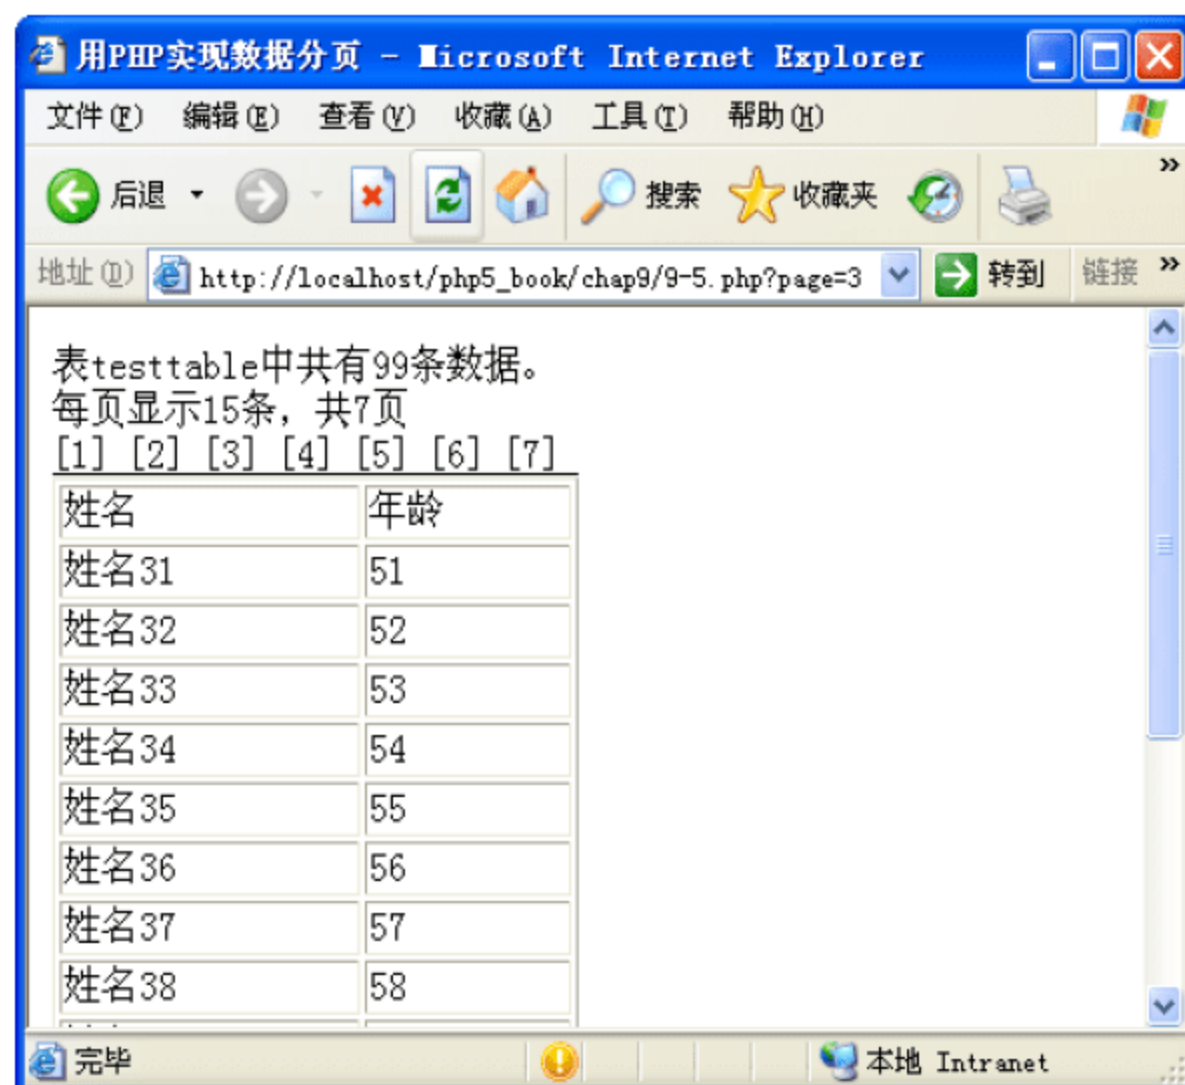 用PHP实现数据分页 - Microsoft Internet Explorer
文件(F) 编辑(E) 查看(V) 收藏(A) 工具(T) 帮助(H)
后退 搜索 收藏夹 »
地址(D) http://localhost/php5_book/chap9/9-5.php?page=3 转到 链接 »
表testtable中共有99条数据。
每页显示15条，共7页
[1] [2] [3] [4] [5] [6] [7]
姓名 年龄
姓名31 51
姓名32 52
姓名33 53
姓名34 54
姓名35 55
姓名36 56
姓名37 57
姓名38 58
完毕 本地 Intranet